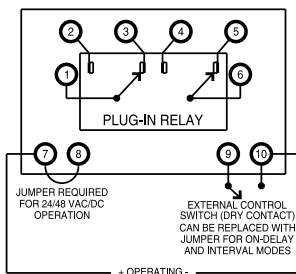 2 3 4 5
1 6
PLUG-IN RELAY
7 8 9 10
JUMPER REQUIRED
FOR 24/48 VAC/DC
OPERATION
EXTERNAL CONTROL
SWITCH (DRY CONTACT)
CAN BE REPLACED WITH
JUMPER FOR ON-DELAY
AND INTERVAL MODES
+ OPERATING -